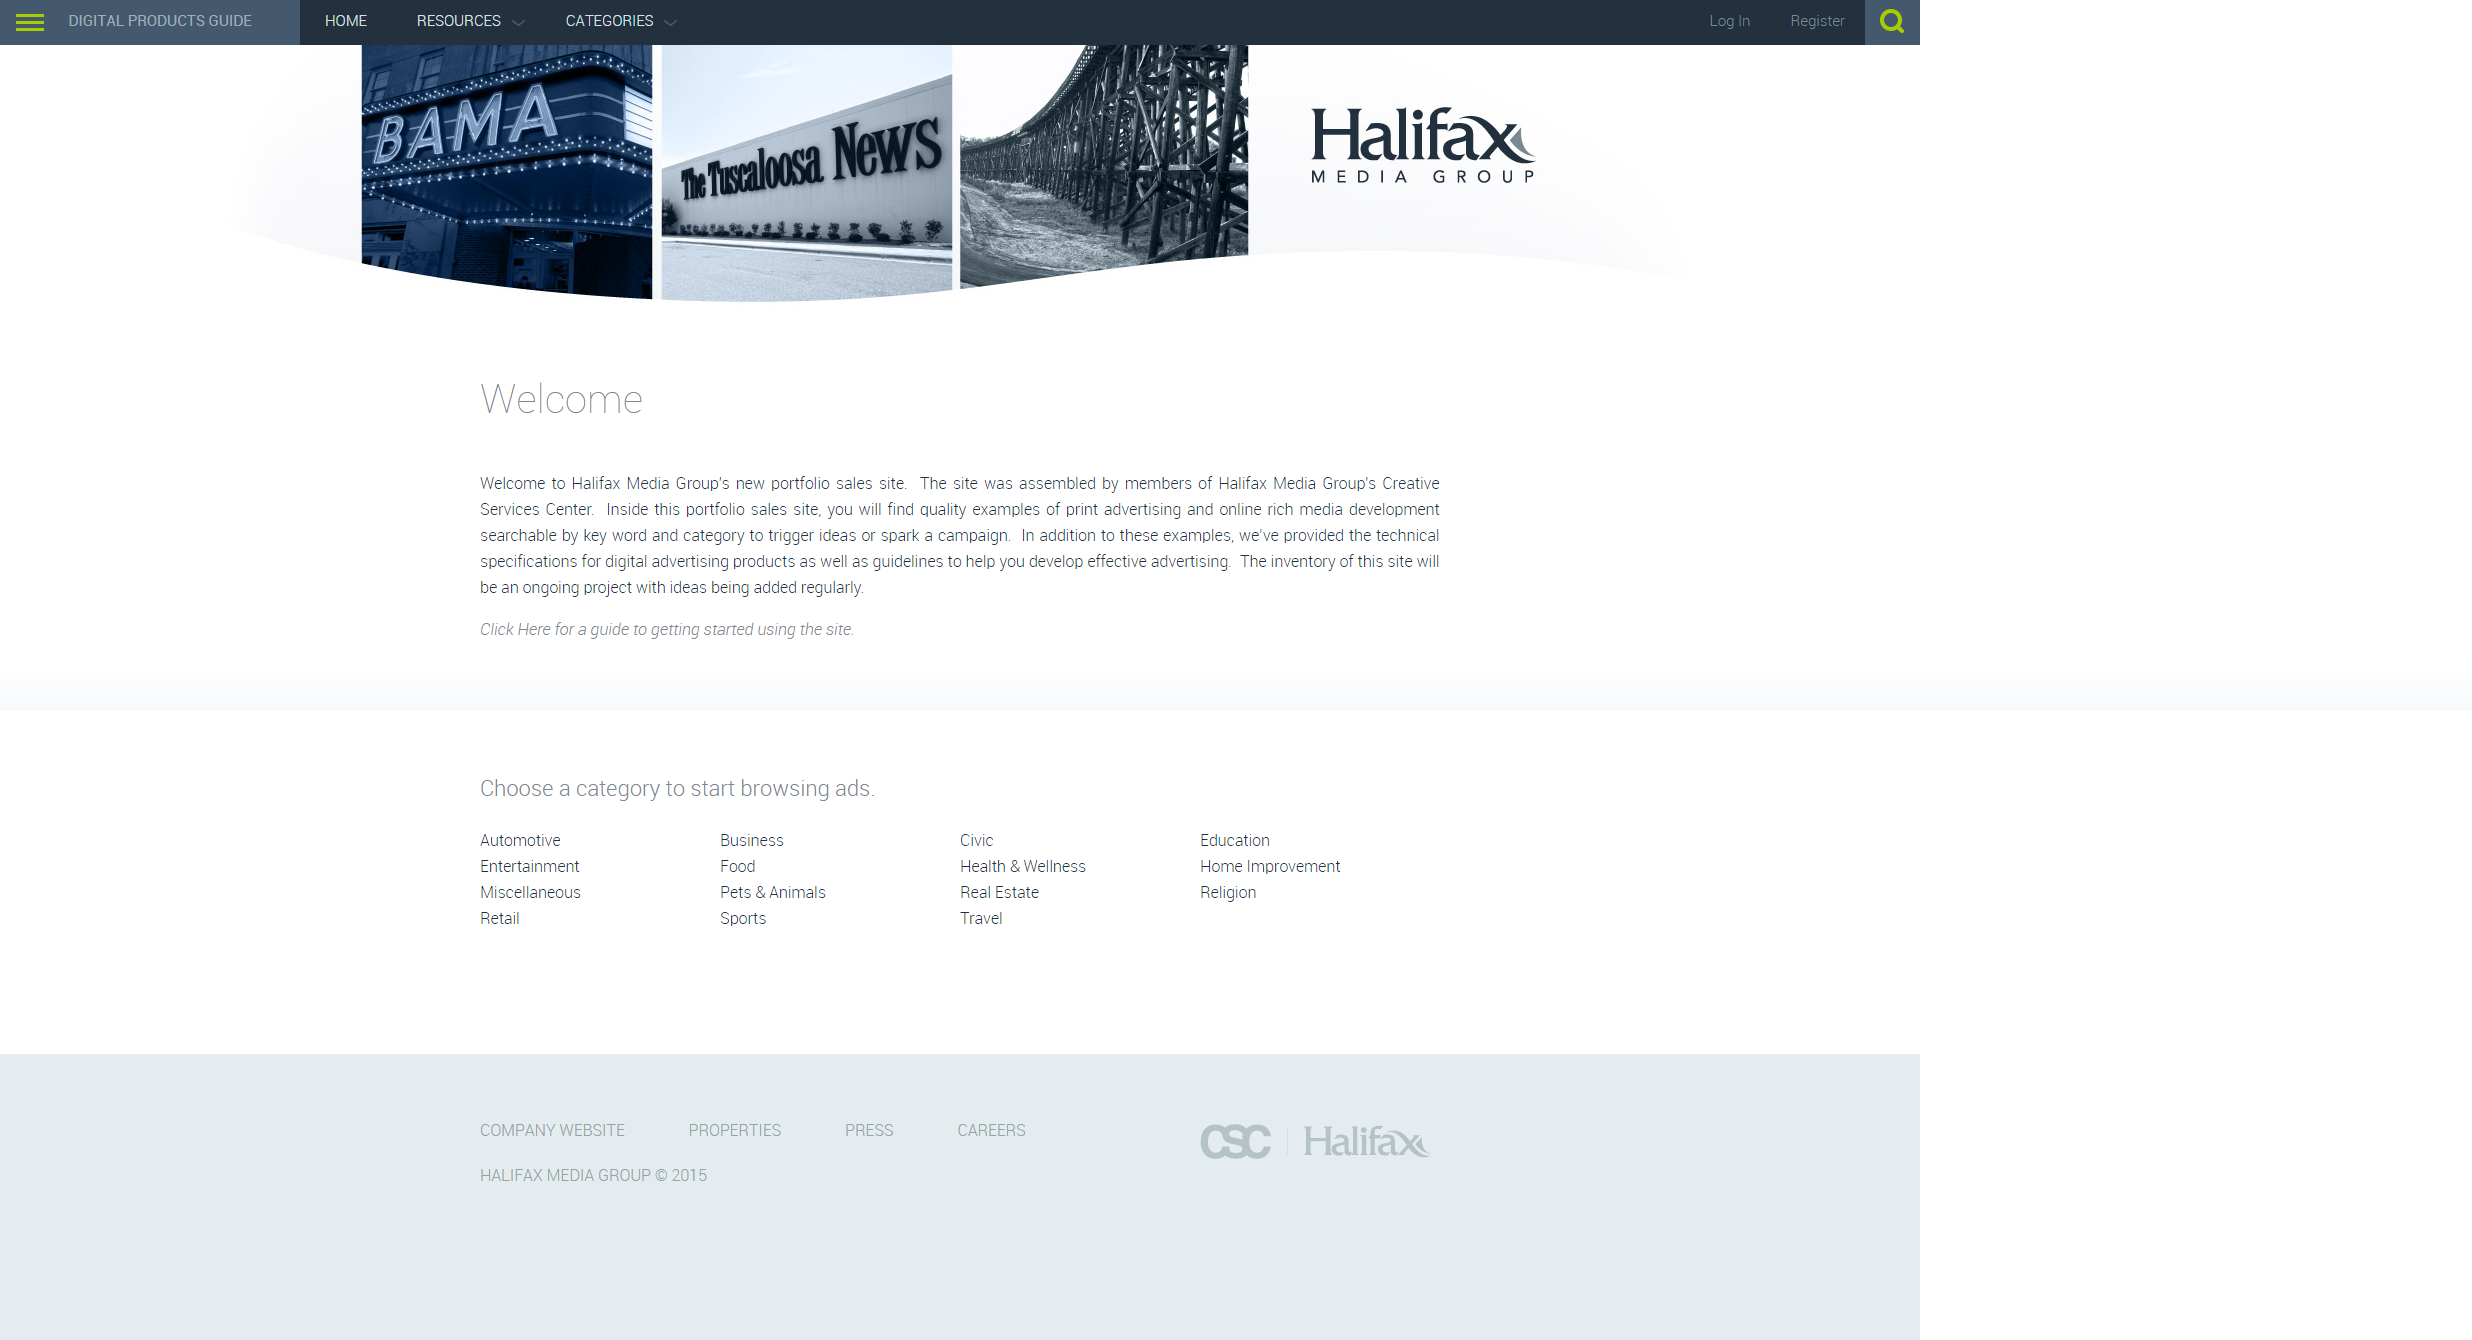 DIGITAL PRODUCTS GUIDE HOME RESOURCES CATEGORIES Log In Register
BAMA
The Tuscaloosa News
Halifax
MEDIA GROUP
Welcome
Welcome to Halifax Media Group's new portfolio sales site.  The site was assembled by members of Halifax Media Group's Creative
Services Center.  Inside this portfolio sales site, you will find quality examples of print advertising and online rich media development
searchable by key word and category to trigger ideas or spark a campaign.  In addition to these examples, we've provided the technical
specifications for digital advertising products as well as guidelines to help you develop effective advertising.  The inventory of this site will
be an ongoing project with ideas being added regularly.
Click Here for a guide to getting started using the site.
Choose a category to start browsing ads.
Automotive Business Civic Education
Entertainment Food Health & Wellness Home Improvement
Miscellaneous Pets & Animals Real Estate Religion
Retail Sports Travel
COMPANY WEBSITE PROPERTIES PRESS CAREERS
CSC Halifax
HALIFAX MEDIA GROUP © 2015